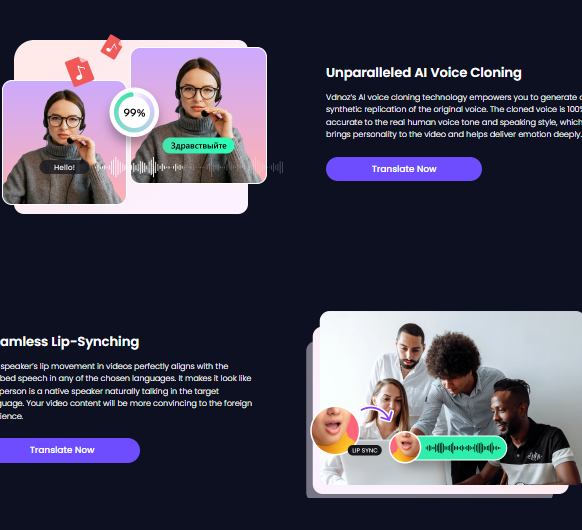 Unparalleled AI Voice Cloning
Vdnoz's AI voice cloning technology empowers you to generate
synthetic replication of the original voice. The cloned voice is 100%
accurate to the real human voice tone and speaking style, which
brings personality to the video and helps deliver emotion deeply.
Translate Now
99%
Hello!
Здравствыйте
amless Lip-Synching
speaker's lip movement in videos perfectly aligns with the
bed speech in any of the chosen languages. It makes it look like
person is a native speaker naturally talking in the target
guage. Your video content will be more convincing to the foreign
ience.
Translate Now
LIP SYNC